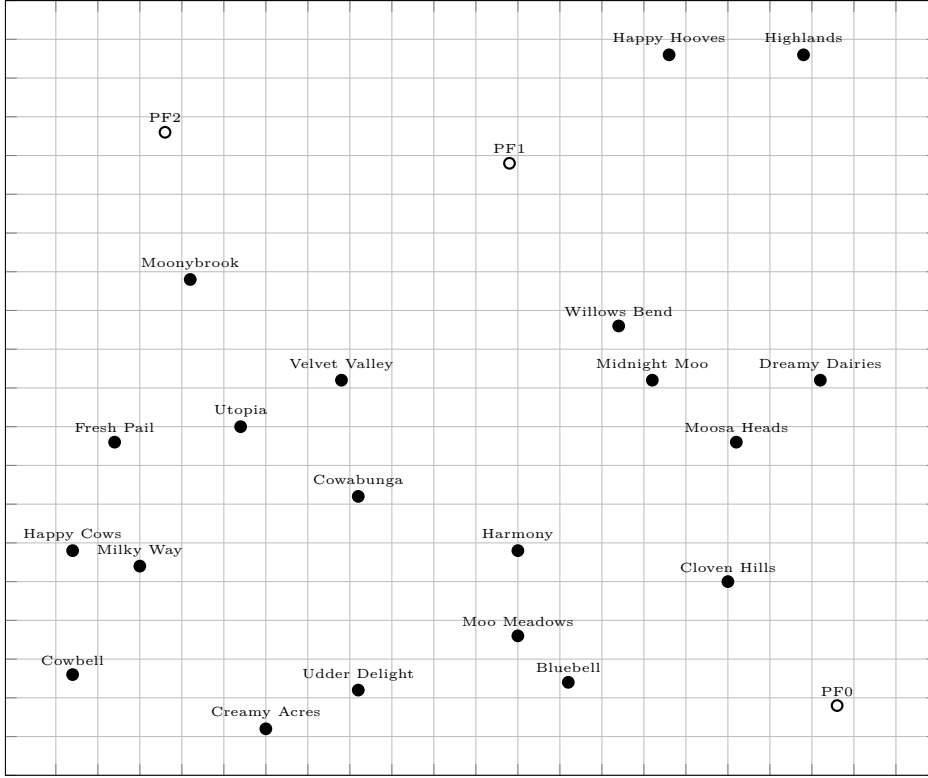 Happy Hooves
Highlands
PF2
PF1
Moonybrook
Willows Bend
Velvet Valley
Midnight Moo
Dreamy Dairies
Utopia
Fresh Pail
Moosa Heads
Cowabunga
Happy Cows
Harmony
Milky Way
Cloven Hills
Moo Meadows
Cowbell
Bluebell
Udder Delight
PF0
Creamy Acres